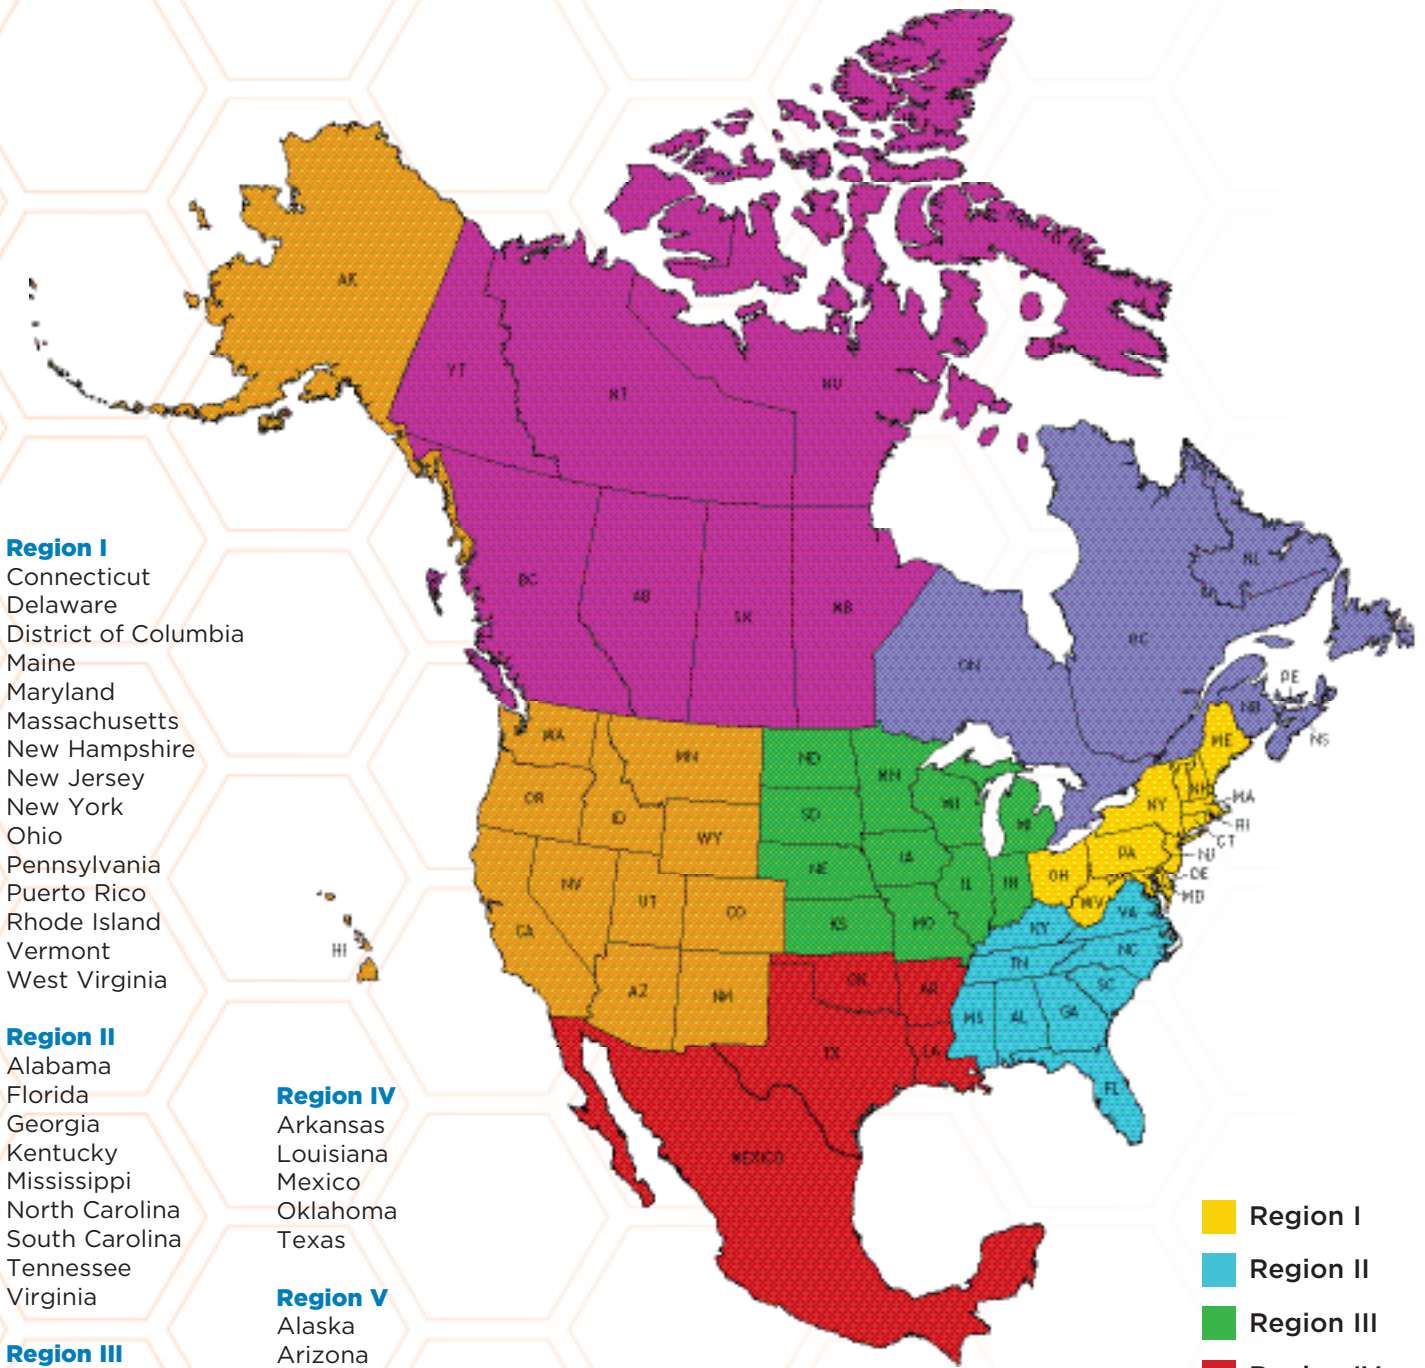 Region I
Connecticut
Delaware
District of Columbia
Maine
Maryland
Massachusetts
New Hampshire
New Jersey
New York
Ohio
Pennsylvania
Puerto Rico
Rhode Island
Vermont
West Virginia
Region II
Alabama
Florida
Georgia
Kentucky
Mississippi
North Carolina
South Carolina
Tennessee
Virginia
Region III
Region IV
Arkansas
Louisiana
Mexico
Oklahoma
Texas
Region V
Alaska
Arizona
AK
YT
NT
NU
BC
AB
SK
MB
ON
QC
NL
PE
NB
NS
WA
MN
ND
MN
OR
ID
WY
SD
WI
MI
NV
UT
CO
NE
IA
IL
IN
CA
KS
MO
AZ
NM
OK
AR
TX
LA
MEXICO
HI
ME
NH
NY
MA
RI
CT
PA
NJ
DE
MD
OH
WV
VA
KY
TN
NC
SC
MS
AL
GA
FL
Region I
Region II
Region III